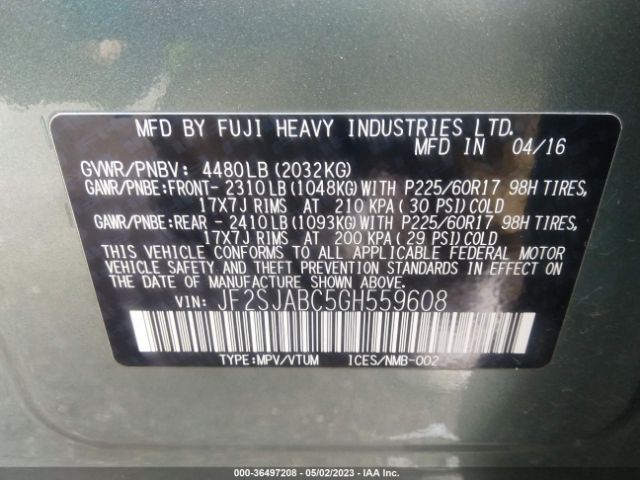 MFD BY FUJI HEAVY INDUSTRIES LTD.
MFD IN 04/16
GVWR/PNBV: 4480LB (2032KG)
GAWR/PNBE:FRONT- 2310LB (1048KG) WITH P225/60R17 98H TIRES,
17X7J RIMS AT 210 KPA (30 PSI) COLD
GAWR/PNBE:REAR - 2410LB (1093KG) WITH P225/60R17 98H TIRES,
17X7J RIMS AT 200 KPA (29 PSI) COLD
THIS VEHICLE CONFORMS TO ALL APPLICABLE FEDERAL MOTOR
VEHICLE SAFETY AND THEFT PREVENTION STANDARDS IN EFFECT
ON THE DATE OF MANUFACTURE SHOWN ABOVE.
VIN: JF2SJABC5GH559608
TYPE:MPV/VTUM ICES/NMB-002
000-36497208 - 05/02/2023 - IAA Inc.